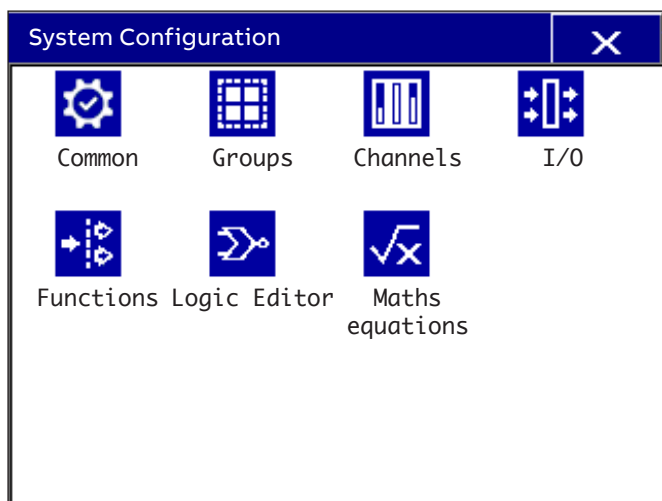 System Configuration X
Common Groups Channels I/O
Functions Logic Editor Maths
equations